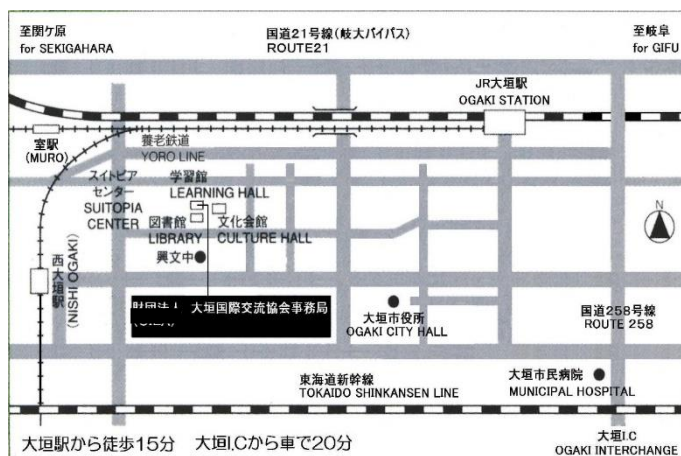 至関ケ原
for SEKIGAHARA
国道21号線(岐大バイパス)
ROUTE21
至岐阜
for GIFU
JR大垣駅
OGAKI STATION
室駅
(MURO)
養老鉄道
YORO LINE
スイトピア
センター
SUITOPIA
CENTER
学習館
LEARNING HALL
図書館
LIBRARY
文化会館
CULTURE HALL
興文中
N
西大垣駅
(NISHI OGAKI)
大垣国際交流協会事務局
大垣市役所
OGAKI CITY HALL
国道258号線
ROUTE 258
東海道新幹線
TOKAIDO SHINKANSEN LINE
大垣市民病院
MUNICIPAL HOSPITAL
大垣駅から徒歩15分 大垣I.Cから車で20分
大垣I.C
OGAKI INTERCHANGE